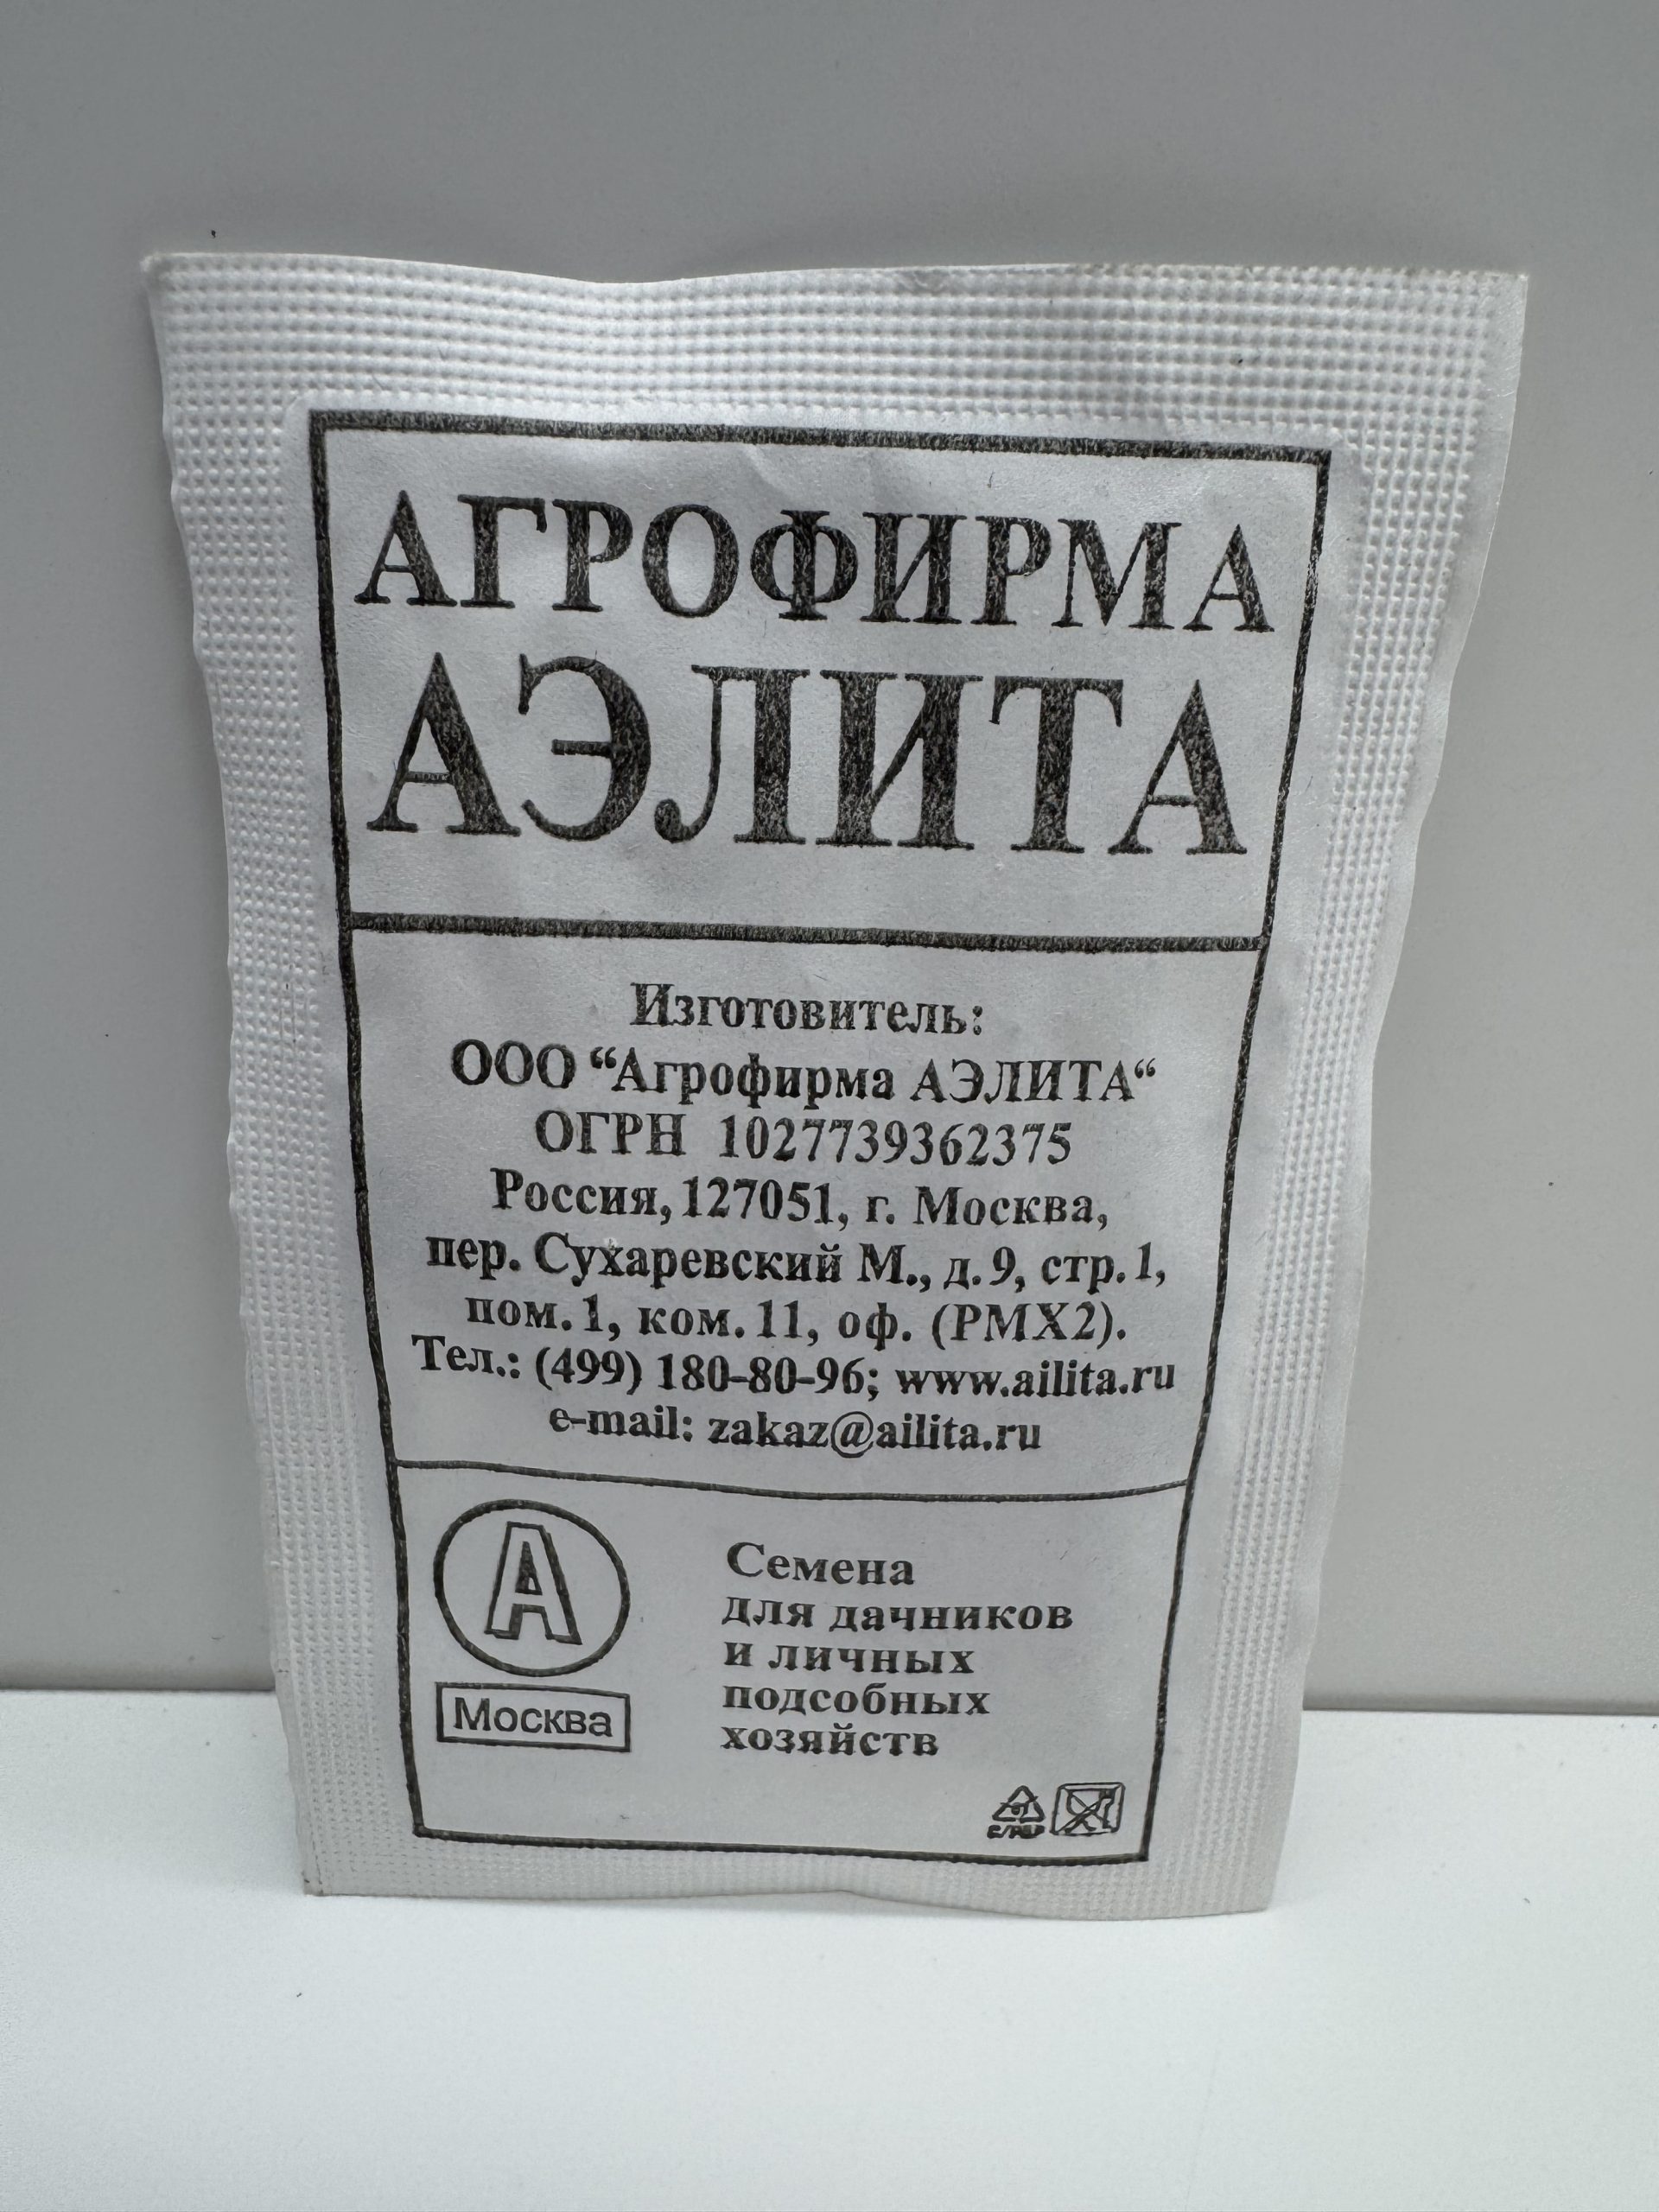 АГРОФИРМА
АЭЛИТА
Изготовитель:
ООО “Агрофирма АЭЛИТА“
ОГРН 1027739362375
Россия, 127051, г. Москва,
пер. Сухаревский М., д. 9, стр. 1,
пом. 1, ком. 11, оф. (РМХ2).
Тел.: (499) 180-80-96; www.ailita.ru
e-mail: zakaz@ailita.ru
А
Москва
Семена
для дачников
и личных
подсобных
хозяйств